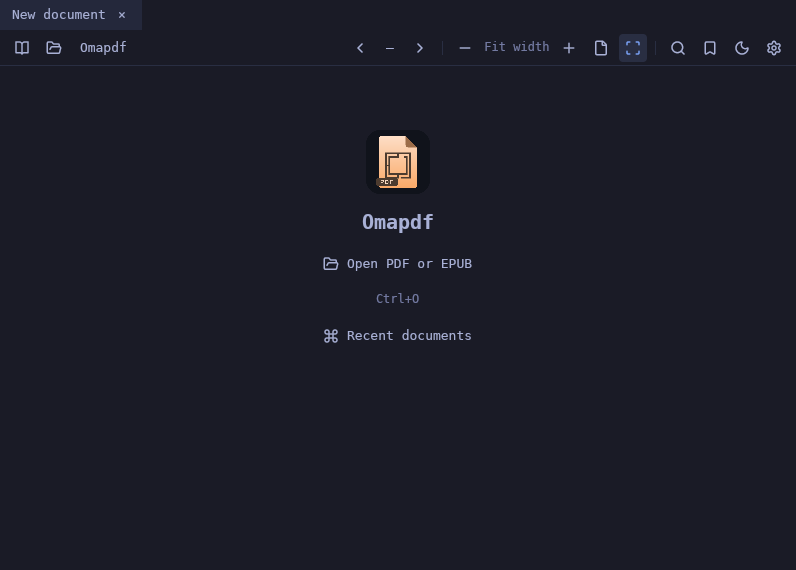 New document ×
Omapdf – Fit width
PDF
Omapdf
Open PDF or EPUB
Ctrl+O
Recent documents